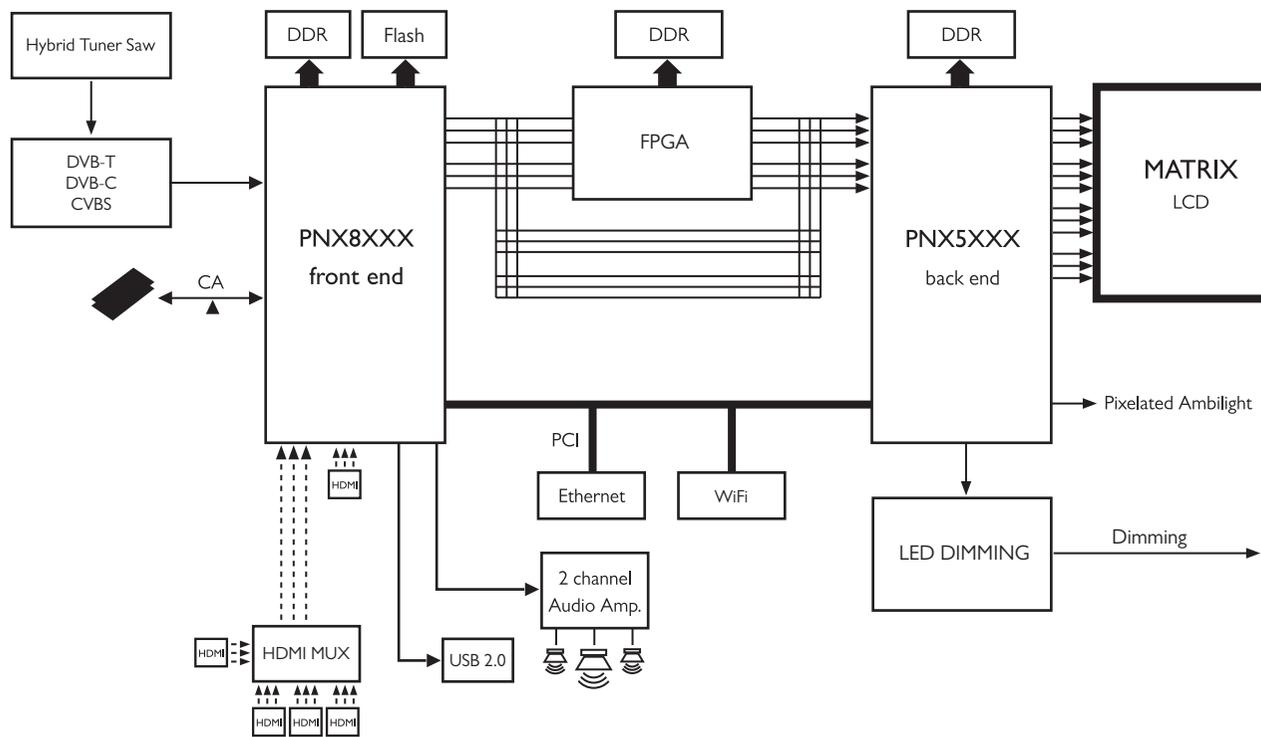 Hybrid Tuner Saw
DDR
Flash
DDR
DDR
DVB-T
DVB-C
CVBS
FPGA
MATRIX
LCD
PNX8XXX
front end
PNX5XXX
back end
CA
Pixelated Ambilight
PCI
HDMI
Ethernet
WiFi
LED DIMMING
Dimming
2 channel
Audio Amp.
HDMI
HDMI MUX
USB 2.0
HDMI
HDMI
HDMI